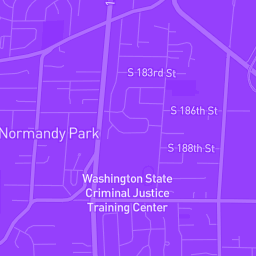 S 183rd St
S 186th St
Normandy Park
S 188th St
Washington State
Criminal Justice
Training Center